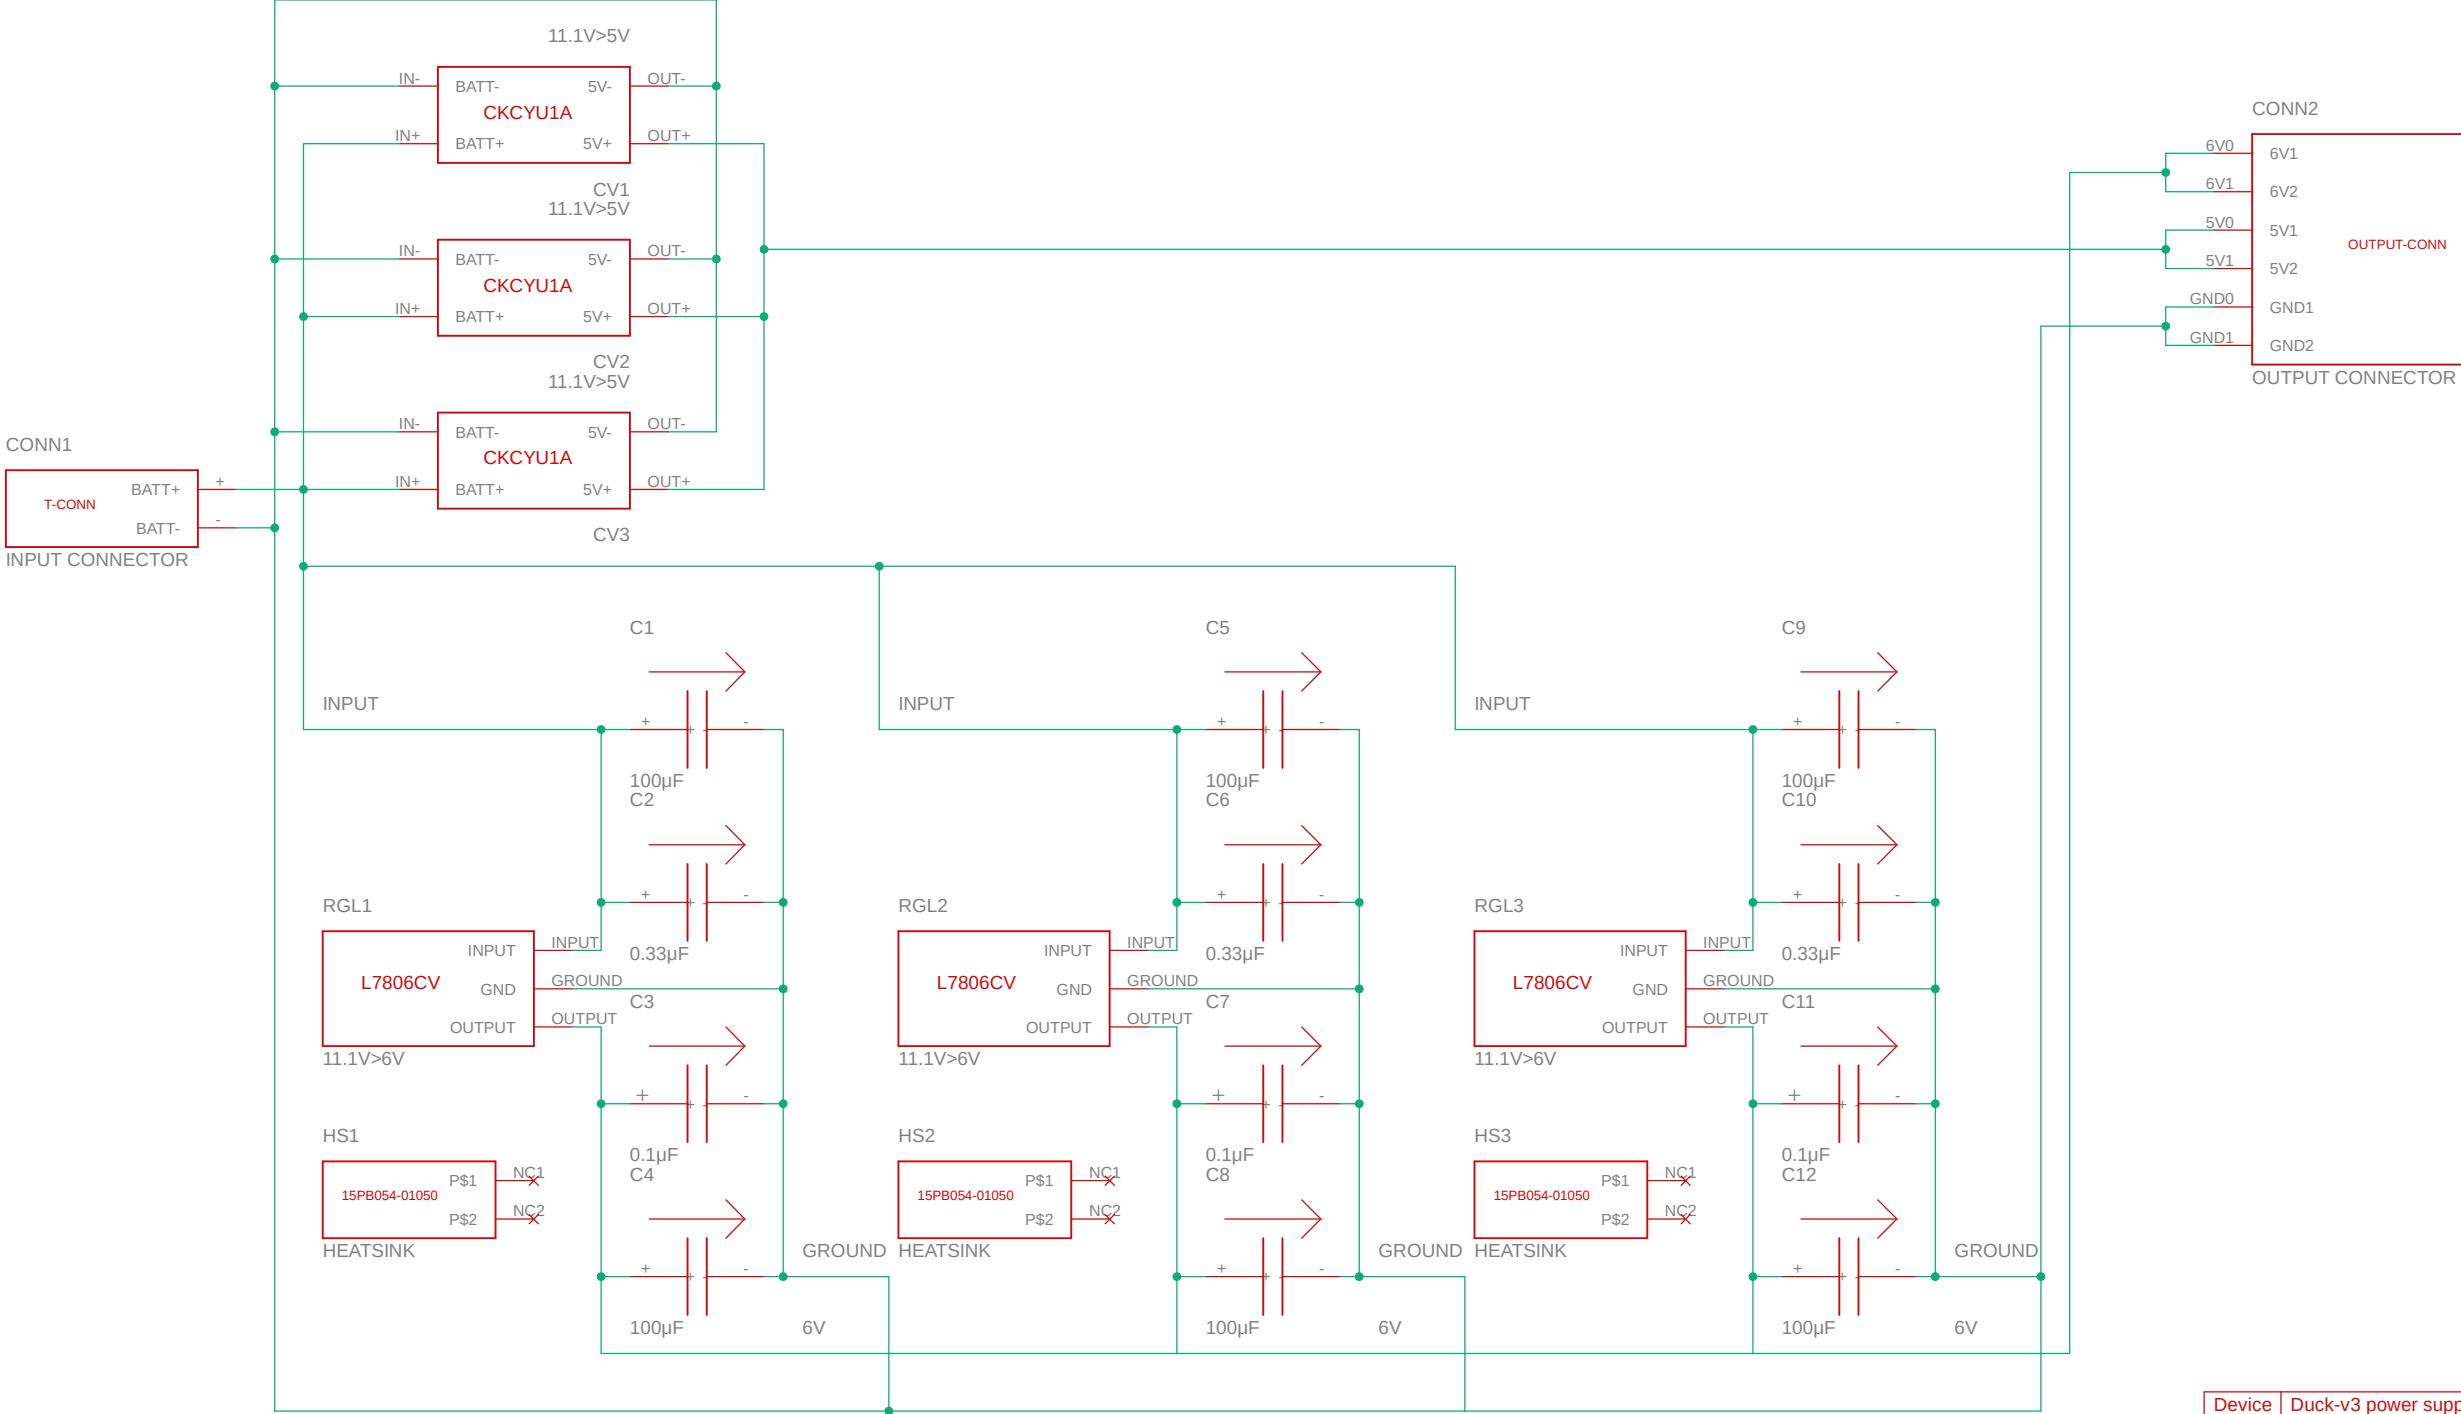 11.1V>5V
IN- BATT- 5V- OUT-
CKCYU1A
IN+ BATT+ 5V+ OUT+
CV1
11.1V>5V
IN- BATT- 5V- OUT-
CKCYU1A
IN+ BATT+ 5V+ OUT+
CV2
11.1V>5V
IN- BATT- 5V- OUT-
CKCYU1A
IN+ BATT+ 5V+ OUT+
CV3
CONN1
BATT+ +
T-CONN
BATT- -
INPUT CONNECTOR
CONN2
6V0 6V1
6V1 6V2
5V0 5V1
OUTPUT-CONN
5V1 5V2
GND0 GND1
GND1 GND2
OUTPUT CONNECTOR
C1
INPUT
+ + - -
100µF
C2
+ + - -
0.33µF
RGL1
INPUT INPUT
L7806CV
GND GROUND
OUTPUT OUTPUT
11.1V>6V
C3
+ + - -
0.1µF
HS1
P$1 NC1
15PB054-01050
P$2 NC2
HEATSINK
C4
+ + - -
100µF
GROUND
6V
C5
INPUT
+ + - -
100µF
C6
+ + - -
0.33µF
RGL2
INPUT INPUT
L7806CV
GND GROUND
OUTPUT OUTPUT
11.1V>6V
C7
+ + - -
0.1µF
HS2
P$1 NC1
15PB054-01050
P$2 NC2
HEATSINK
C8
+ + - -
100µF
GROUND
6V
C9
INPUT
+ + - -
100µF
C10
+ + - -
0.33µF
RGL3
INPUT INPUT
L7806CV
GND GROUND
OUTPUT OUTPUT
11.1V>6V
C11
+ + - -
0.1µF
HS3
P$1 NC1
15PB054-01050
P$2 NC2
HEATSINK
C12
+ + - -
100µF
GROUND
6V
Device Duck-v3 power supp